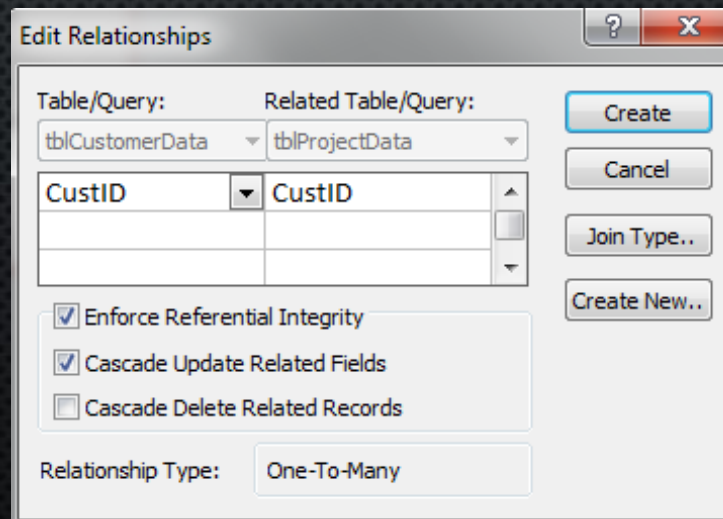 Edit Relationships
Table/Query: Related Table/Query:
tblCustomerData tblProjectData
CustID CustID
Enforce Referential Integrity
Cascade Update Related Fields
Cascade Delete Related Records
Relationship Type: One-To-Many
Create
Cancel
Join Type..
Create New..